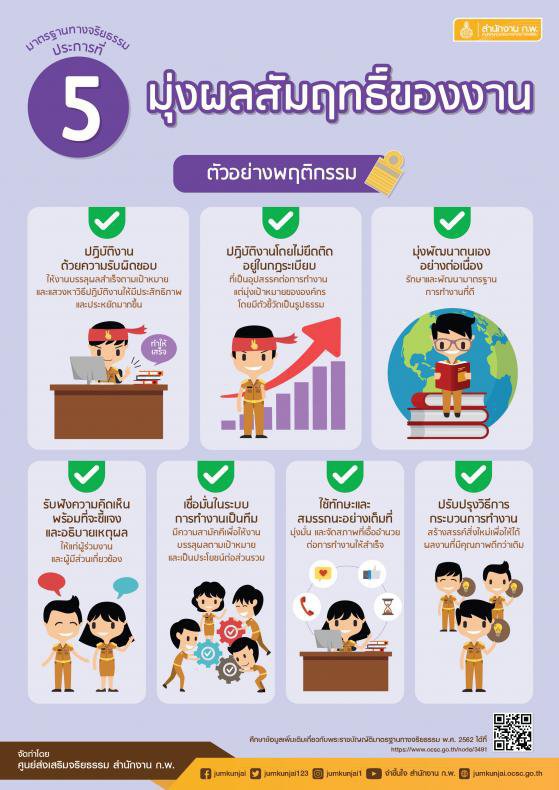 มาตรฐานทางจริยธรรม
ประการที่
5
สำนักงาน ก.พ.
มุ่งผลสัมฤทธิ์ของงาน
ตัวอย่างพฤติกรรม
ปฏิบัติงาน
ด้วยความรับผิดชอบ
ให้งานบรรลุผลสำเร็จตามเป้าหมาย
และแสวงหาวิธีปฏิบัติงานให้มีประสิทธิภาพ
และประหยัดมากขึ้น
ทำให้
เสร็จ
ปฏิบัติงานโดยไม่ยึดติด
อยู่ในกฎระเบียบ
ที่เป็นอุปสรรคต่อการทำงาน
แต่มุ่งเป้าหมายขององค์กร
โดยมีตัวชี้วัดเป็นรูปธรรม
มุ่งพัฒนาตนเอง
อย่างต่อเนื่อง
รักษาและพัฒนามาตรฐาน
การทำงานที่ดี
รับฟังความคิดเห็น
พร้อมที่จะชี้แจง
และอธิบายเหตุผล
ให้แก่ผู้ร่วมงาน
และผู้มีส่วนเกี่ยวข้อง
เชื่อมั่นในระบบ
การทำงานเป็นทีม
มีความสามัคคีเพื่อให้งาน
บรรลุผลตามเป้าหมาย
และเป็นประโยชน์ต่อส่วนรวม
ใช้ทักษะและ
สมรรถนะอย่างเต็มที่
มุ่งมั่น และจัดสภาพที่เอื้ออำนวย
ต่อการทำงานให้สำเร็จ
ปรับปรุงวิธีการ
กระบวนการทำงาน
สร้างสรรค์สิ่งใหม่เพื่อให้ได้
ผลงานที่มีคุณภาพดีกว่าเดิม
ศึกษาข้อมูลเพิ่มเติมเกี่ยวกับพระราชบัญญัติมาตรฐานทางจริยธรรม พ.ศ. 2562 ได้ที่
https://www.ocsc.go.th/node/3491
จัดทำโดย
ศูนย์ส่งเสริมจริยธรรม สำนักงาน ก.พ.
jumkunjai
jumkunjai123
jumkunjai1
จำขึ้นใจ สำนักงาน ก.พ.
jumkunjai.ocsc.go.th